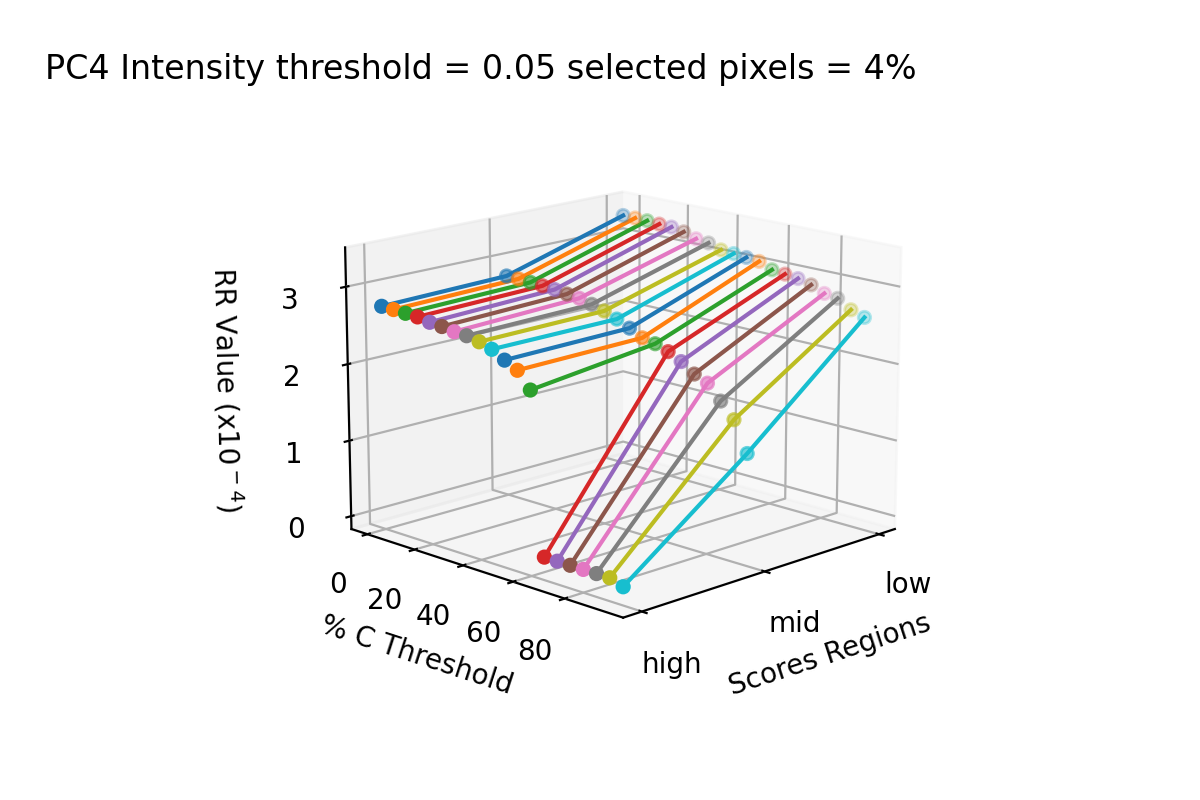 PC4 Intensity threshold = 0.05 selected pixels = 4%
RR Value (x10⁻⁴)
3
2
1
0
0
20
40
60
80
% C Threshold
high
mid
low
Scores Regions